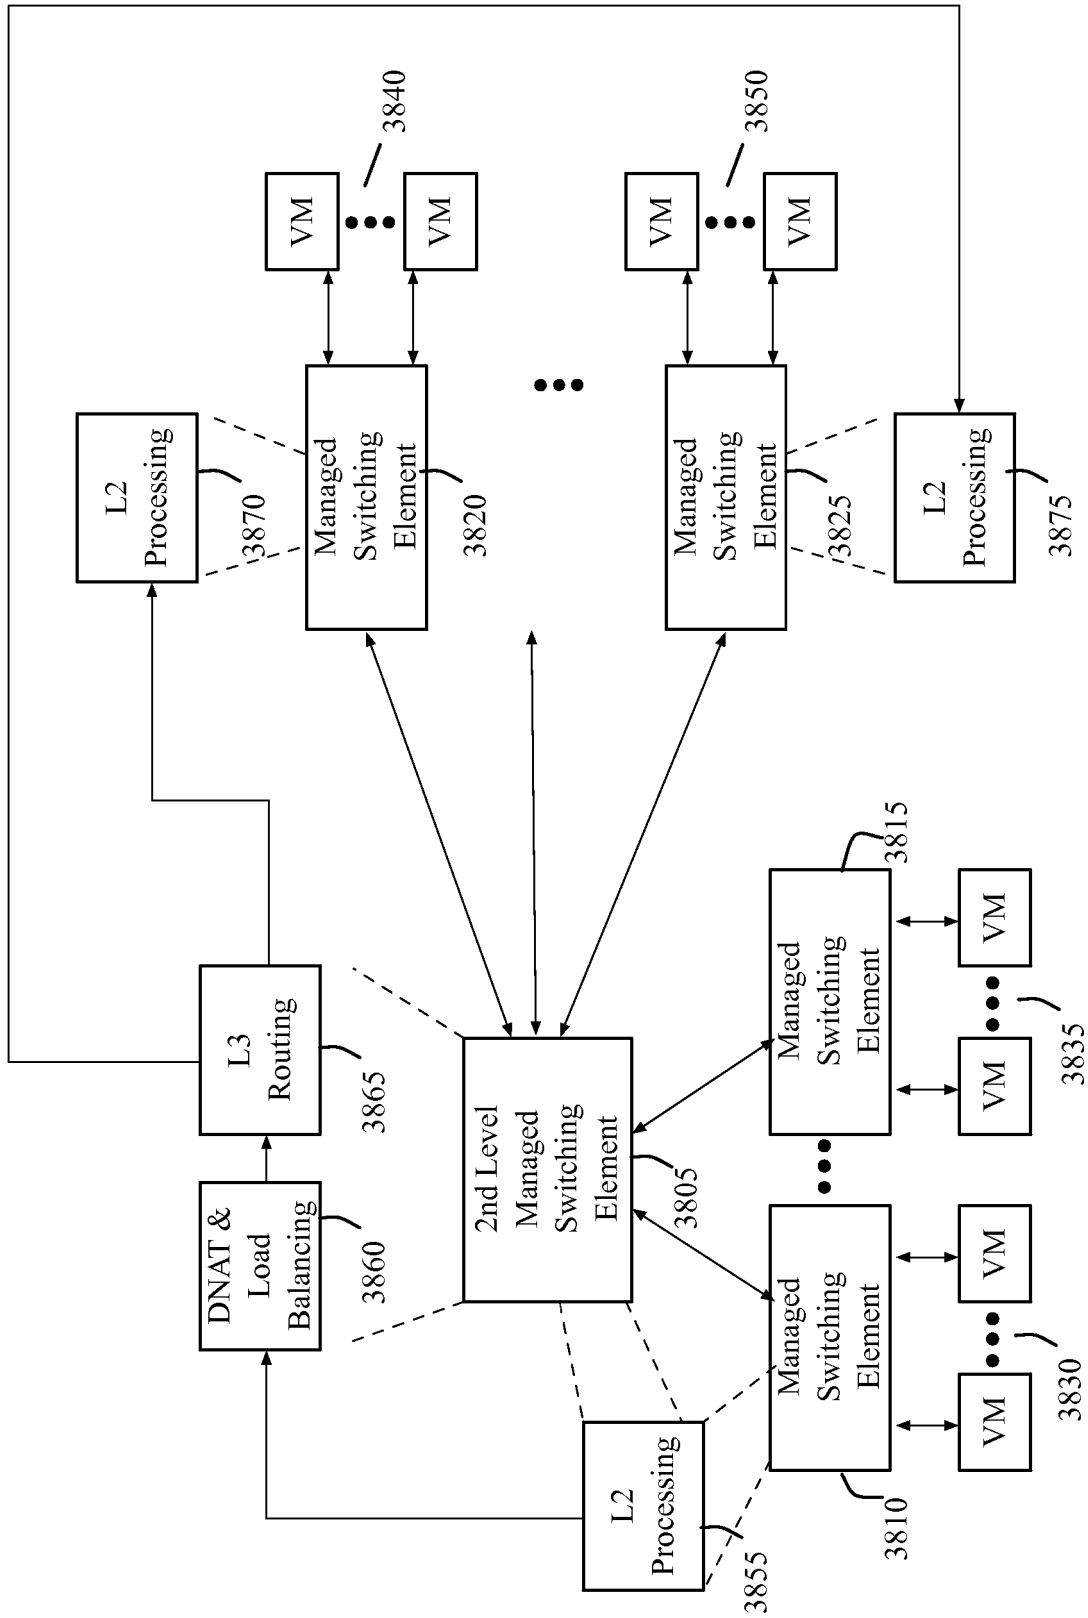 L2
Processing
3870
DNAT &
Load
Balancing
3860
L3
Routing
3865
Managed
Switching
Element
3820
VM
VM
3840
2nd Level
Managed
Switching
Element
3805
L2
Processing
3855
Managed
Switching
Element
3825
VM
VM
3850
L2
Processing
3875
Managed
Switching
Element
3810
Managed
Switching
Element
3815
VM
VM
3830
VM
VM
3835